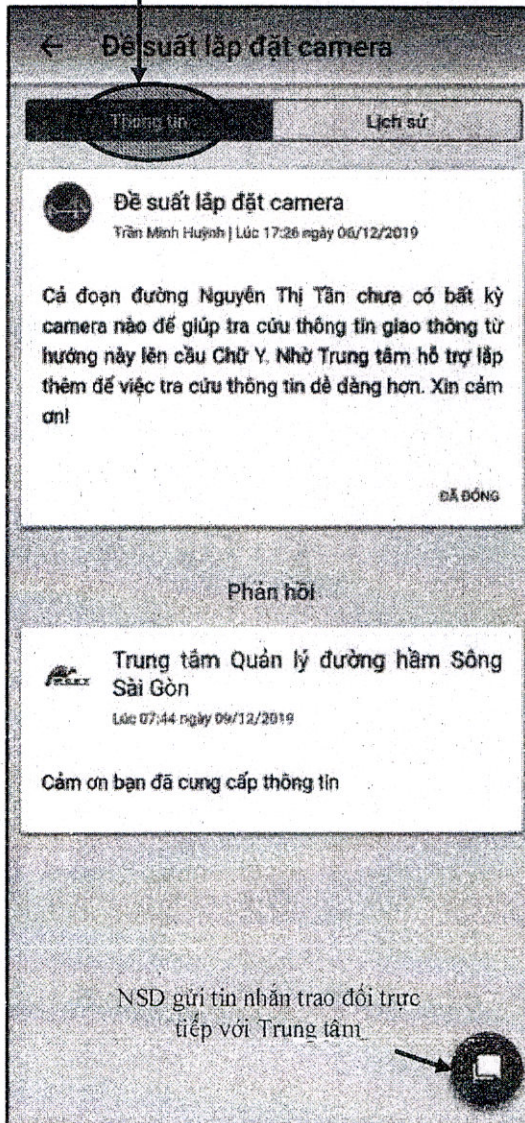 Đề suất lắp đặt camera
Thông tin
Lịch sử
Đề suất lắp đặt camera
Trần Minh Huỳnh | Lúc 17:26 ngày 06/12/2019
Cả đoạn đường Nguyễn Thị Tần chưa có bất kỳ
camera nào để giúp tra cứu thông tin giao thông từ
hướng này lên cầu Chữ Y. Nhờ Trung tâm hỗ trợ lắp
thêm để việc tra cứu thông tin dễ dàng hơn. Xin cảm
ơn!
ĐÃ ĐÓNG
Phản hồi
Trung tâm Quản lý đường hầm Sông
Sài Gòn
Lúc 07:44 ngày 09/12/2019
Cảm ơn bạn đã cung cấp thông tin
NSD gửi tin nhắn trao đổi trực
tiếp với Trung tâm